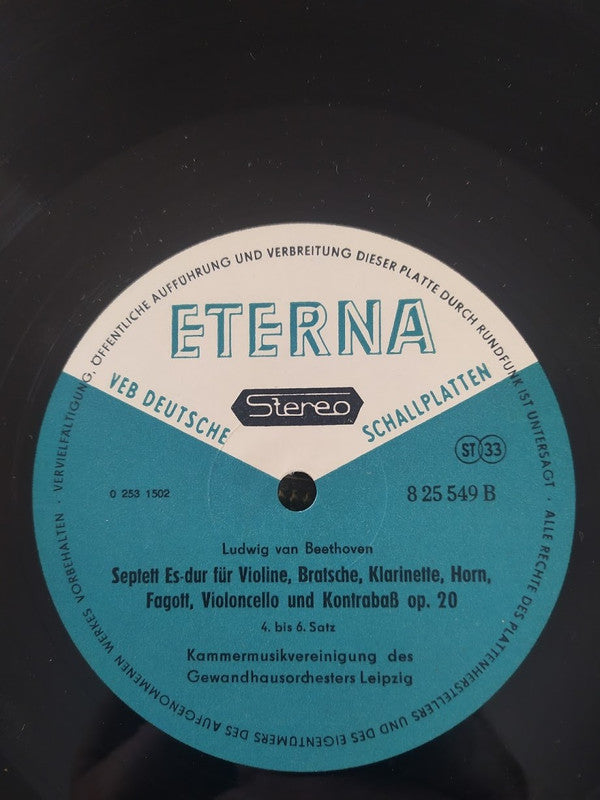 · VERVIELFÄLTIGUNG, ÖFFENTLICHE AUFFÜHRUNG UND VERBREITUNG DIESER PLATTE DURCH RUNDFUNK IST UNTERSAGT · ALLE RECHTE DES PLATTENHERSTELLERS UND DES EIGENTÜMERS DES AUFGENOMMENEN WERKES VORBEHALTEN
ETERNA
VEB DEUTSCHE SCHALLPLATTEN
Stereo
ST 33
0 253 1502
8 25 549 B
Ludwig van Beethoven
Septett Es-dur für Violine, Bratsche, Klarinette, Horn,
Fagott, Violoncello und Kontrabaß op. 20
4. bis 6. Satz
Kammermusikvereinigung des
Gewandhausorchesters Leipzig